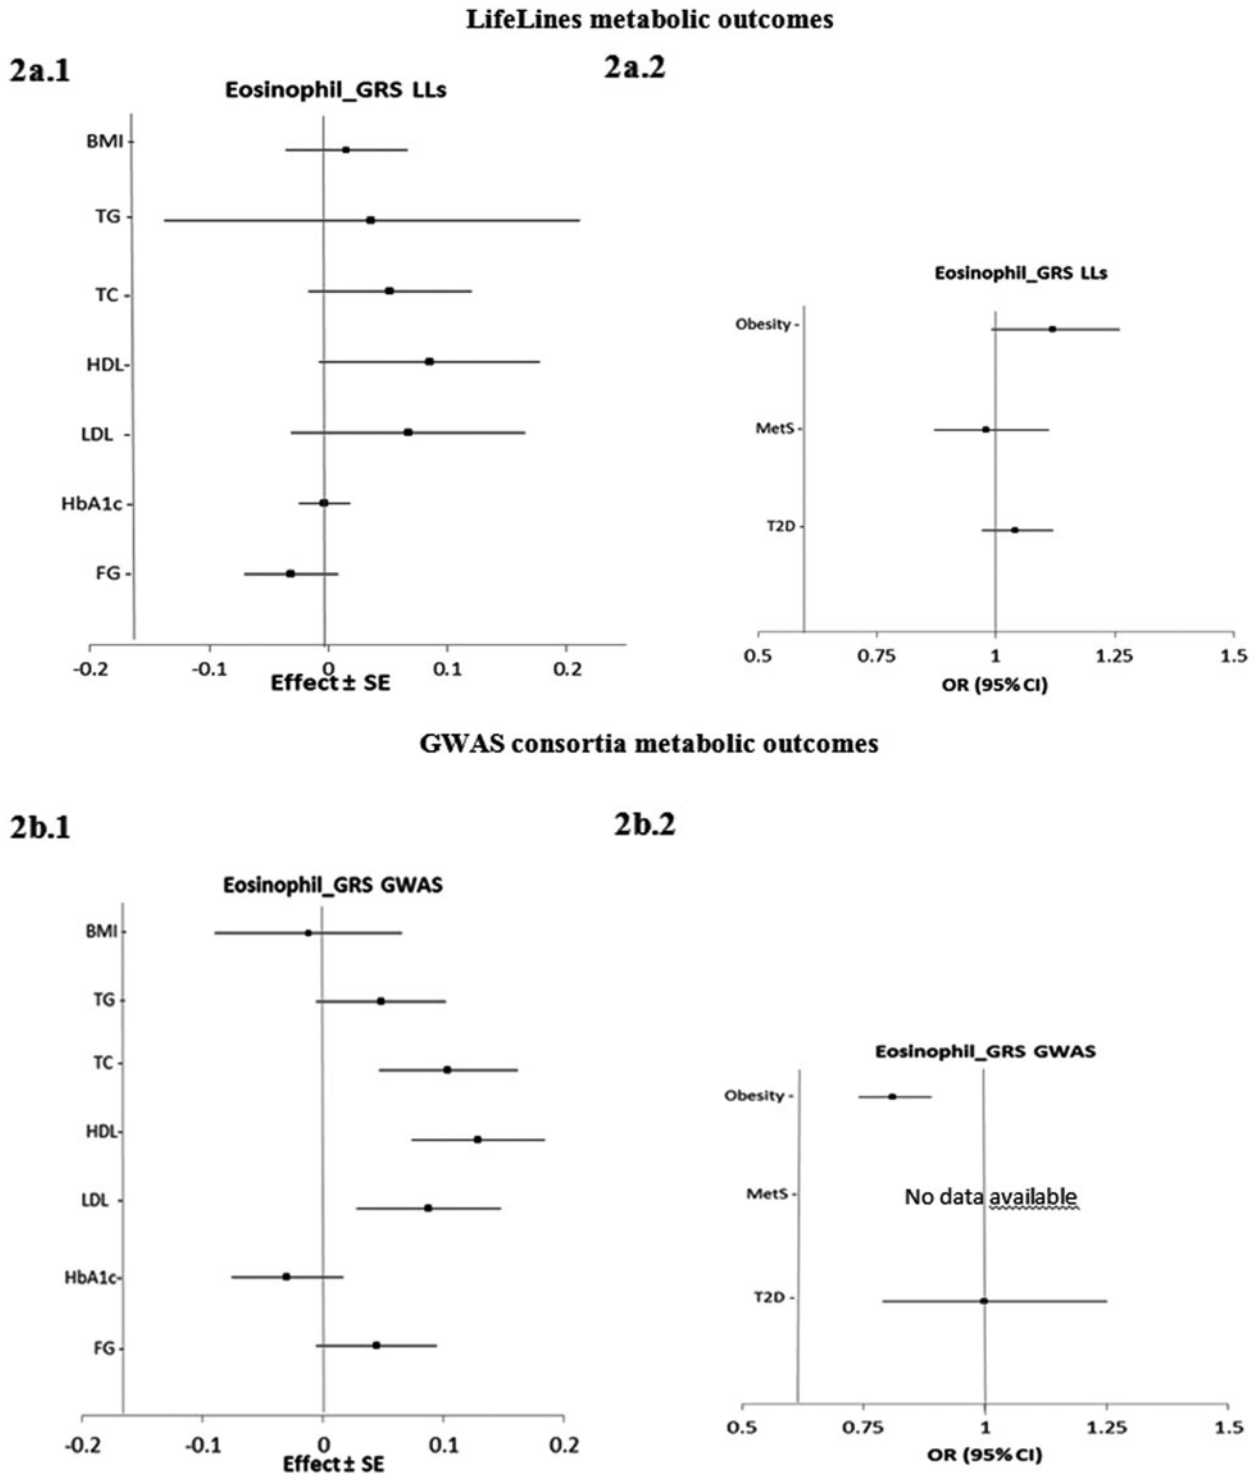 LifeLines metabolic outcomes
2a.1
2a.2
Eosinophil_GRS LLs
BMI
TG
TC
HDL
LDL
HbA1c
FG
-0.2 -0.1 0 0.1 0.2
Effect ± SE
Eosinophil_GRS LLs
Obesity
MetS
T2D
0.5 0.75 1 1.25 1.5
OR (95% CI)
GWAS consortia metabolic outcomes
2b.1
2b.2
Eosinophil_GRS GWAS
BMI
TG
TC
HDL
LDL
HbA1c
FG
-0.2 -0.1 0 0.1 0.2
Effect ± SE
Eosinophil_GRS GWAS
Obesity
MetS
No data available
T2D
0.5 0.75 1 1.25 1.5
OR (95% CI)